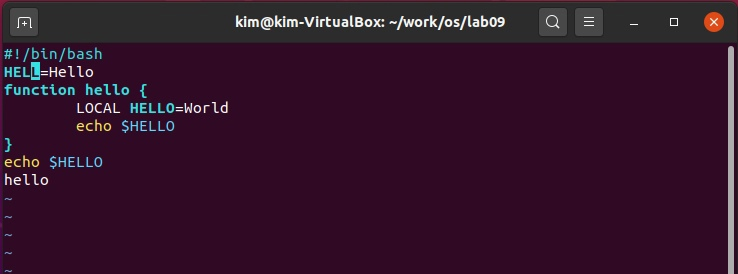 kim@kim-VirtualBox: ~/work/os/lab09
#!/bin/bash
HELL=Hello
function hello {
        LOCAL HELLO=World
        echo $HELLO
}
echo $HELLO
hello
~
~
~
~
~